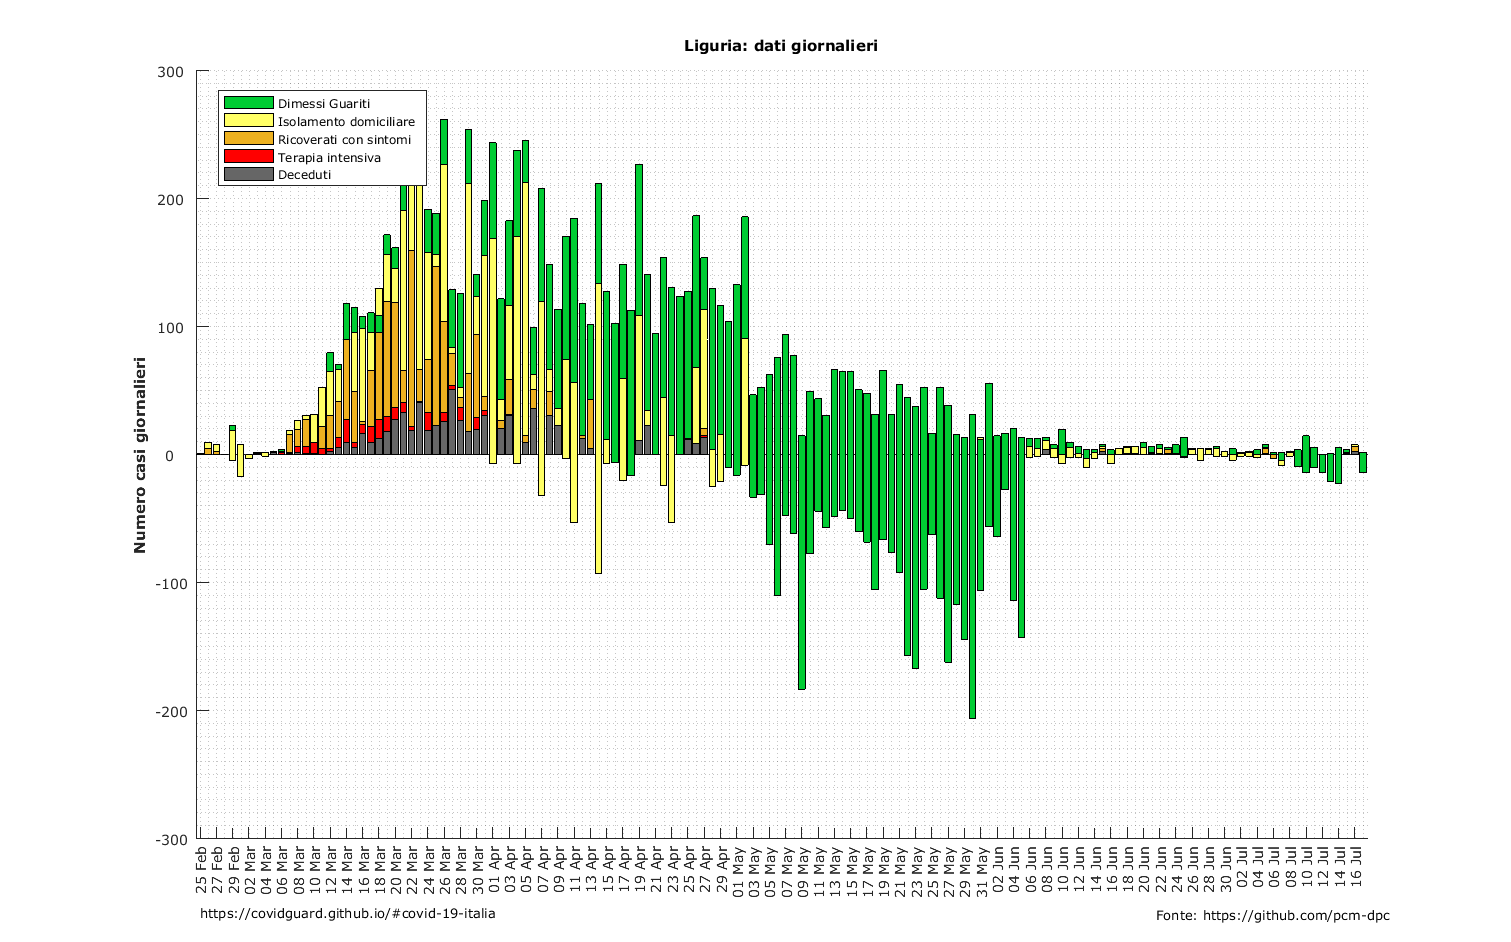 Liguria: dati giornalieri
300
200
100
0
-100
-200
-300
Numero casi giornalieri
Dimessi Guariti
Isolamento domiciliare
Ricoverati con sintomi
Terapia intensiva
Deceduti
25 Feb
27 Feb
29 Feb
02 Mar
04 Mar
06 Mar
08 Mar
10 Mar
12 Mar
14 Mar
16 Mar
18 Mar
20 Mar
22 Mar
24 Mar
26 Mar
28 Mar
30 Mar
01 Apr
03 Apr
05 Apr
07 Apr
09 Apr
11 Apr
13 Apr
15 Apr
17 Apr
19 Apr
21 Apr
23 Apr
25 Apr
27 Apr
29 Apr
01 May
03 May
05 May
07 May
09 May
11 May
13 May
15 May
17 May
19 May
21 May
23 May
25 May
27 May
29 May
31 May
02 Jun
04 Jun
06 Jun
08 Jun
10 Jun
12 Jun
14 Jun
16 Jun
18 Jun
20 Jun
22 Jun
24 Jun
26 Jun
28 Jun
30 Jun
02 Jul
04 Jul
06 Jul
08 Jul
10 Jul
12 Jul
14 Jul
16 Jul
https://covidguard.github.io/#covid-19-italia
Fonte: https://github.com/pcm-dpc